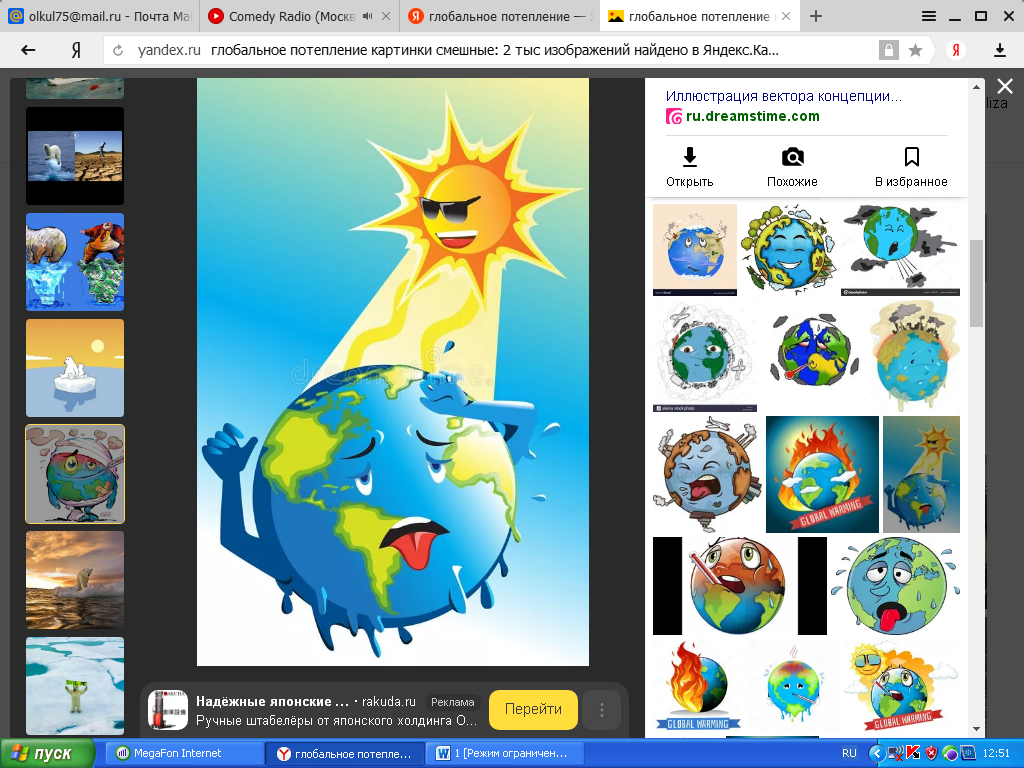 olkul75@mail.ru - Почта Mai
Comedy Radio (Москв
глобальное потепление —
глобальное потепление
yandex.ru глобальное потепление картинки смешные: 2 тыс изображений найдено в Яндекс.Ка...
liza
Иллюстрация вектора концепции...
ru.dreamstime.com
Открыть
Похожие
В избранное
GLOBAL WARMING
GLOBAL WARMING
GLOBAL WARMING
Надёжные японские ... · rakuda.ru Реклама
Ручные штабелёры от японского холдинга O...
Перейти
пуск
MegaFon Internet
глобальное потепле...
1 [Режим ограничен...
RU
12:51